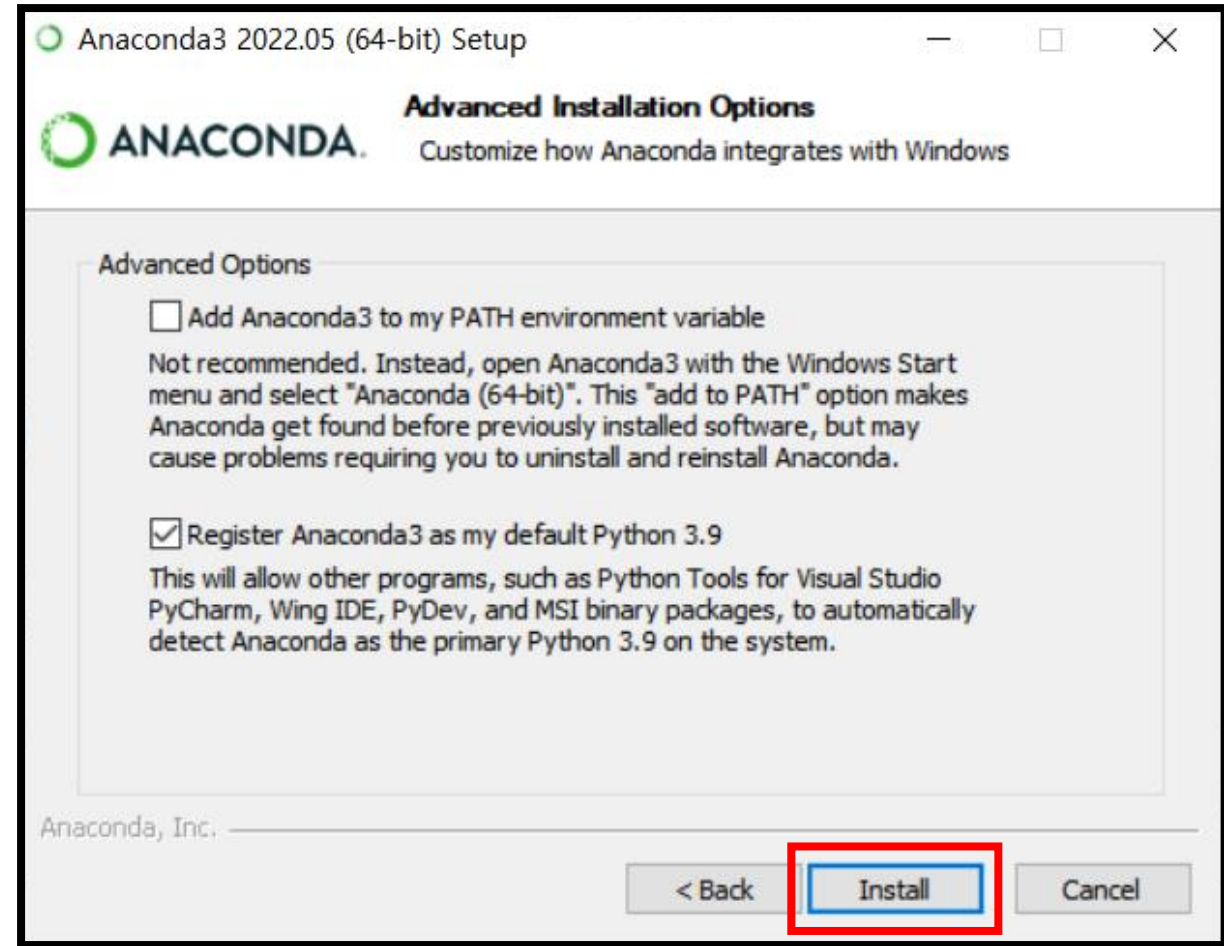 Anaconda3 2022.05 (64-bit) Setup
ANACONDA.
Advanced Installation Options
Customize how Anaconda integrates with Windows
Advanced Options
Add Anaconda3 to my PATH environment variable
Not recommended. Instead, open Anaconda3 with the Windows Start
menu and select "Anaconda (64-bit)". This "add to PATH" option makes
Anaconda get found before previously installed software, but may
cause problems requiring you to uninstall and reinstall Anaconda.
Register Anaconda3 as my default Python 3.9
This will allow other programs, such as Python Tools for Visual Studio
PyCharm, Wing IDE, PyDev, and MSI binary packages, to automatically
detect Anaconda as the primary Python 3.9 on the system.
Anaconda, Inc.
< Back Install Cancel